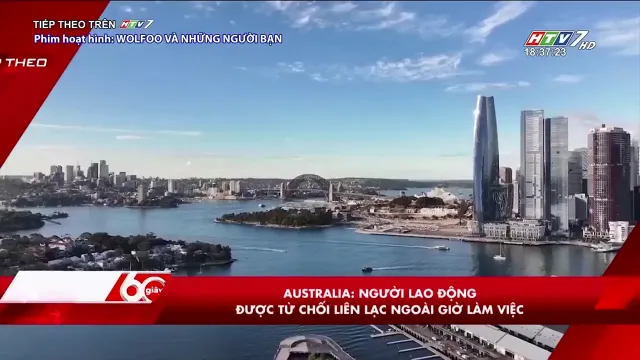 TIẾP THEO TRÊN HTV7
Phim hoạt hình: WOLFOO VÀ NHỮNG NGƯỜI BẠN
HTV7 HD
18:37:23
P THEO
60 giây
AUSTRALIA: NGƯỜI LAO ĐỘNG
ĐƯỢC TỪ CHỐI LIÊN LẠC NGOÀI GIỜ LÀM VIỆC